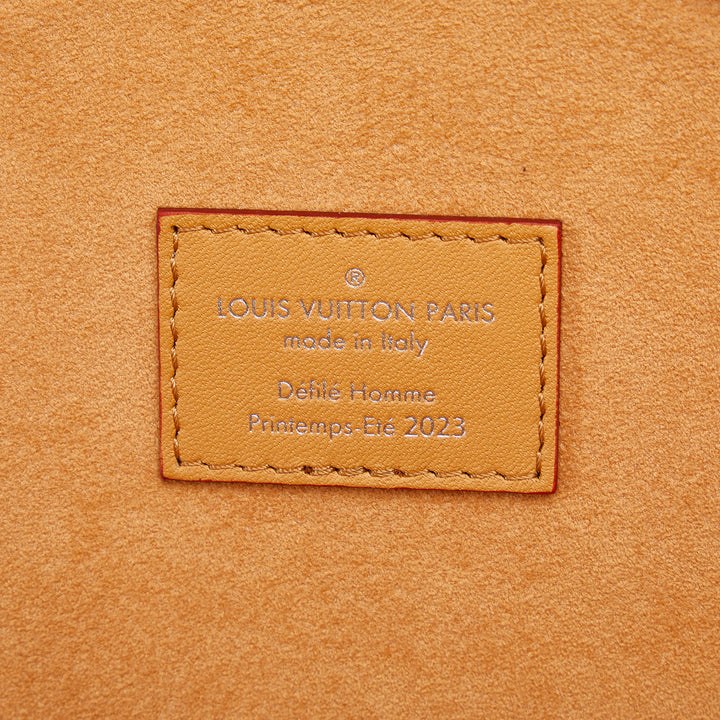 ®
LOUIS VUITTON PARIS
made in Italy
Défilé Homme
Printemps-Eté 2023